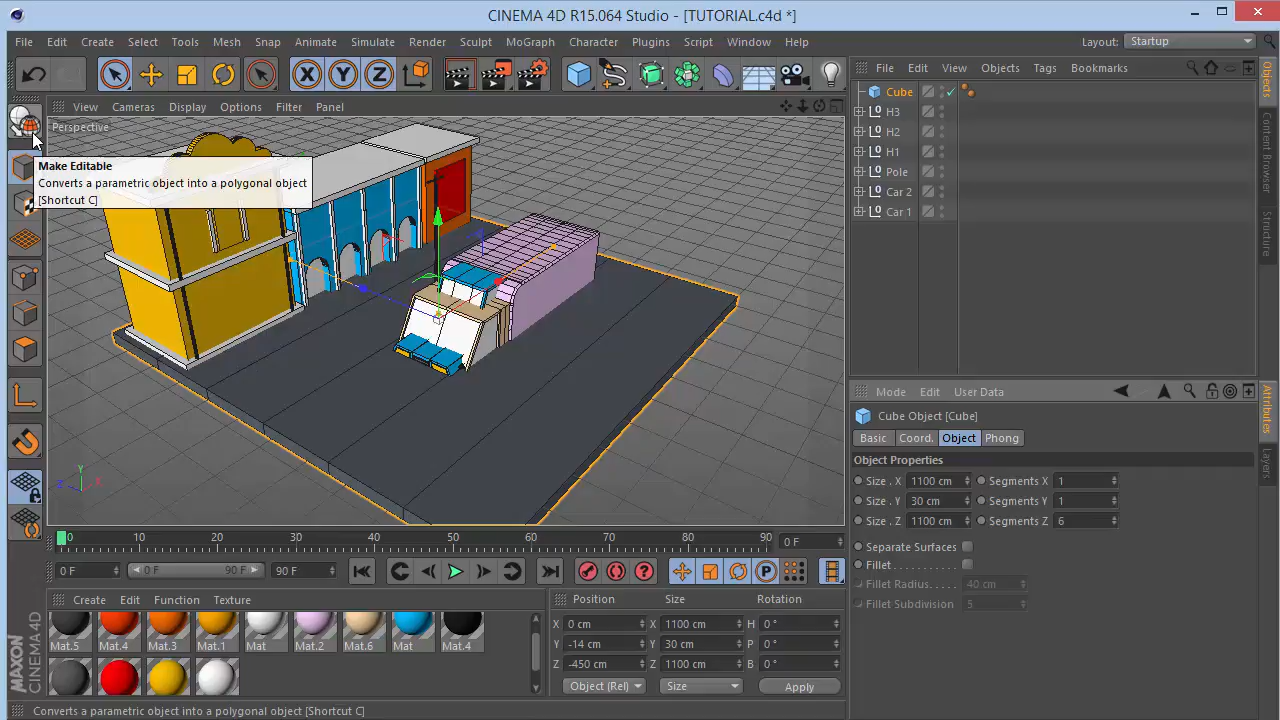 CINEMA 4D R15.064 Studio - [TUTORIAL.c4d *]
File Edit Create Select Tools Mesh Snap Animate Simulate Render Sculpt MoGraph Character Plugins Script Window Help
Layout: Startup
X Y Z
File Edit View Objects Tags Bookmarks
View Cameras Display Options Filter Panel
Perspective
Make Editable
Converts a parametric object into a polygonal object
[Shortcut C]
Cube
H3
H2
H1
Pole
Car 2
Car 1
Objects
Content Browser
Structure
Mode Edit User Data
Cube Object [Cube]
Basic Coord. Object Phong
Object Properties
Size . X 1100 cm Segments X 1
Size . Y 30 cm Segments Y 1
Size . Z 1100 cm Segments Z 6
Separate Surfaces
Fillet
Fillet Radius 40 cm
Fillet Subdivision 5
Attributes
Layers
Y
Z X
0 10 20 30 40 50 60 70 80 90 0 F
0 F 0 F 90 F 90 F
Create Edit Function Texture
Mat.5 Mat.4 Mat.3 Mat.1 Mat Mat.2 Mat.6 Mat Mat.4
Position Size Rotation
X 0 cm X 1100 cm H 0 °
Y -14 cm Y 30 cm P 0 °
Z -450 cm Z 1100 cm B 0 °
Object (Rel) Size Apply
MAXON
CINEMA 4D
Converts a parametric object into a polygonal object [Shortcut C]